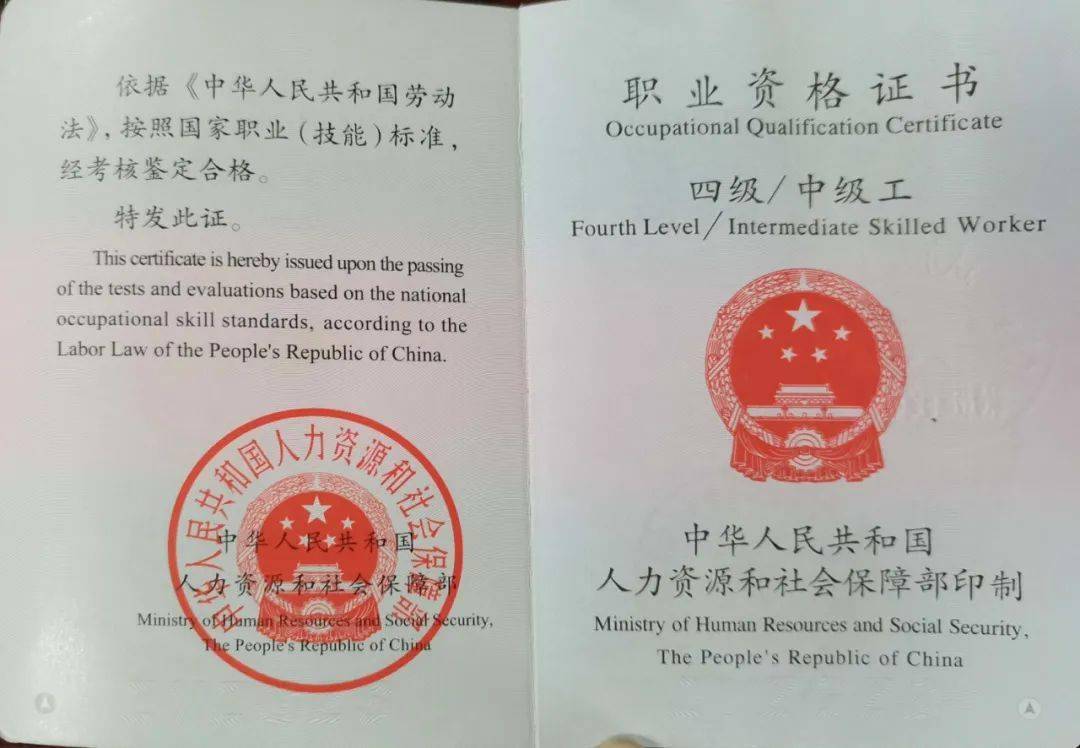 依据《中华人民共和国劳动
法》,按照国家职业(技能)标准,
经考核鉴定合格。
特发此证。
This certificate is hereby issued upon the passing
of the tests and evaluations based on the national
occupational skill standards, according to the
Labor Law of the People's Republic of China.
中华人民共和国人力资源和社会保障部
中华人民共和国
人力资源和社会保障部
Ministry of Human Resources and Social Security,
The People's Republic of China
职业资格证书
Occupational Qualification Certificate
四级/中级工
Fourth Level/Intermediate Skilled Worker
中华人民共和国
人力资源和社会保障部印制
Ministry of Human Resources and Social Security,
The People's Republic of China